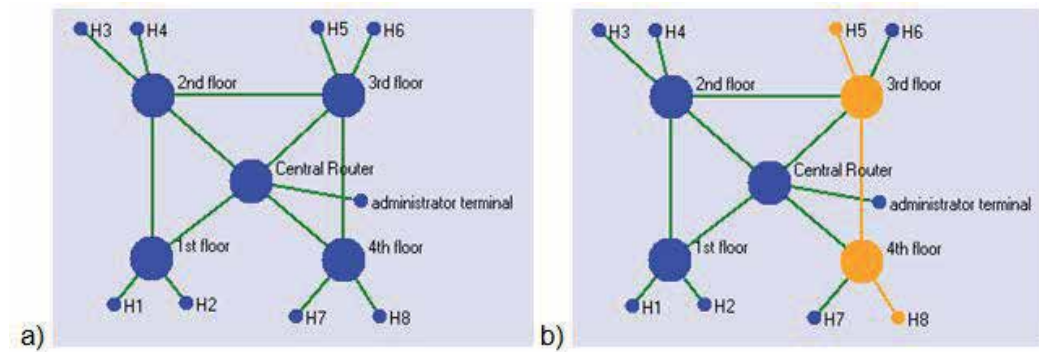 H3
H4
H5
H6
2nd floor
3rd floor
Central Router
administrator terminal
1st floor
4th floor
H1
H2
H7
H8
a)
H3
H4
H5
H6
2nd floor
3rd floor
Central Router
administrator terminal
1st floor
4th floor
H1
H2
H7
H8
b)